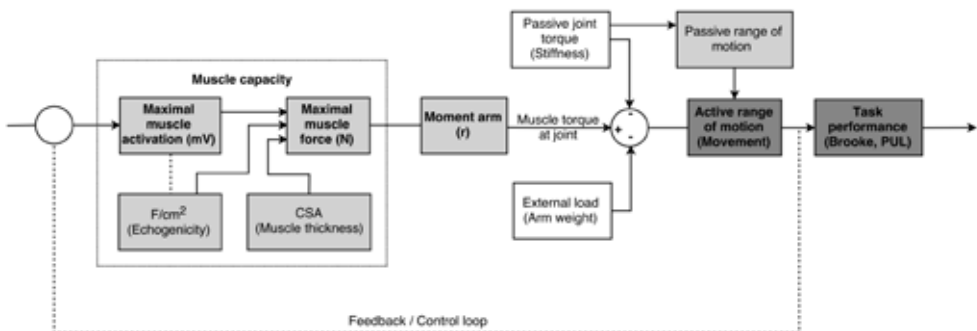 Passive joint
torque
(Stiffness)
Passive range of
motion
Muscle capacity
Maximal
muscle
activation (mV)
Maximal
muscle
force (N)
Moment arm
(r)
Muscle torque
at joint
-
+
-
Active range
of motion
(Movement)
Task
performance
(Brooke, PUL)
F/cm²
(Echogenicity)
CSA
(Muscle thickness)
External load
(Arm weight)
Feedback / Control loop